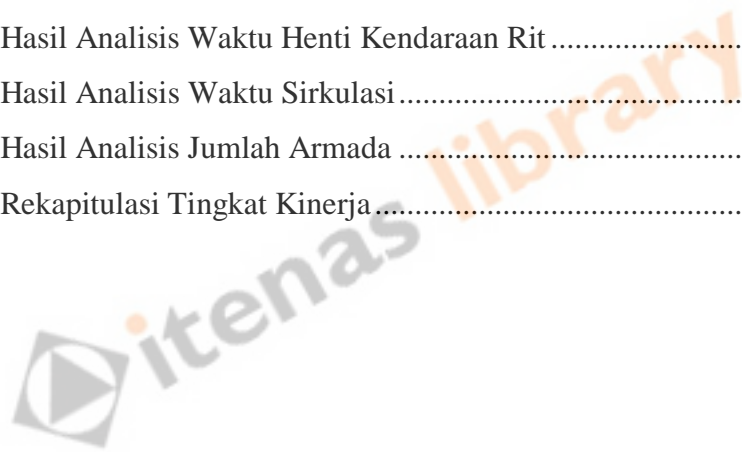 Hasil Analisis Waktu Henti Kendaraan Rit ........................
Hasil Analisis Waktu Sirkulasi ...........................................
Hasil Analisis Jumlah Armada ...........................................
Rekapitulasi Tingkat Kinerja ..............................................
itenas library